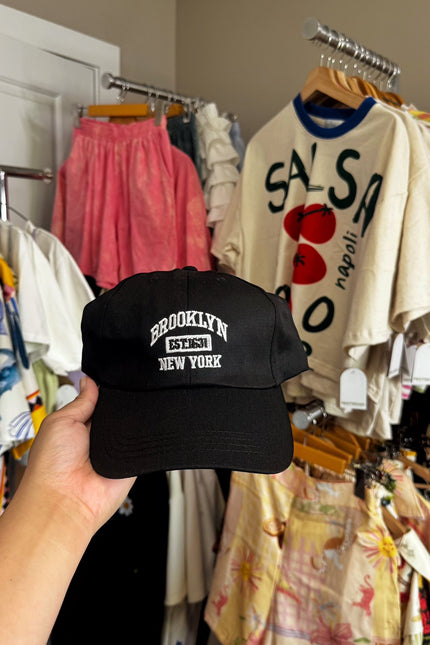 BROOKLYN
EST.1631
NEW YORK
SALSA
napoli